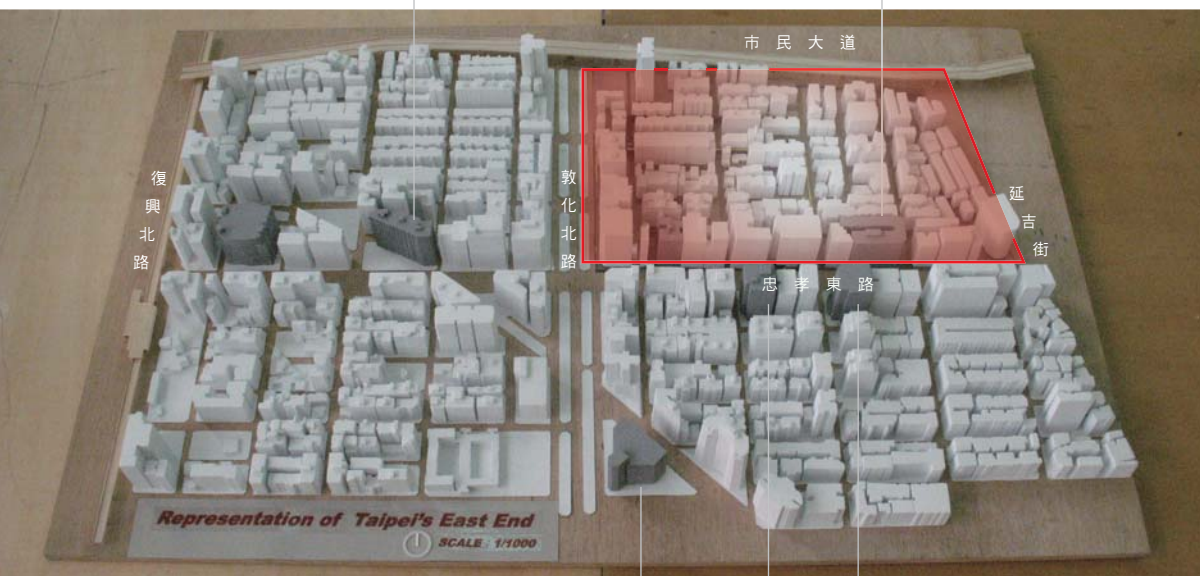 市民大道
復興北路
敦化北路
延吉街
忠孝東路
Representation of Taipei's East End
SCALE : 1/1000